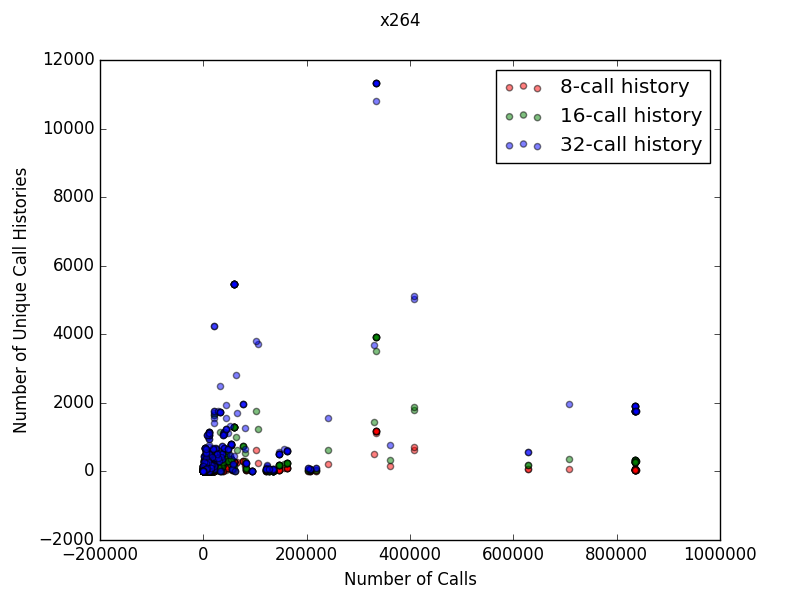 x264
12000
10000
8000
6000
4000
2000
0
−2000
−200000 0 200000 400000 600000 800000 1000000
Number of Calls
Number of Unique Call Histories
8-call history
16-call history
32-call history